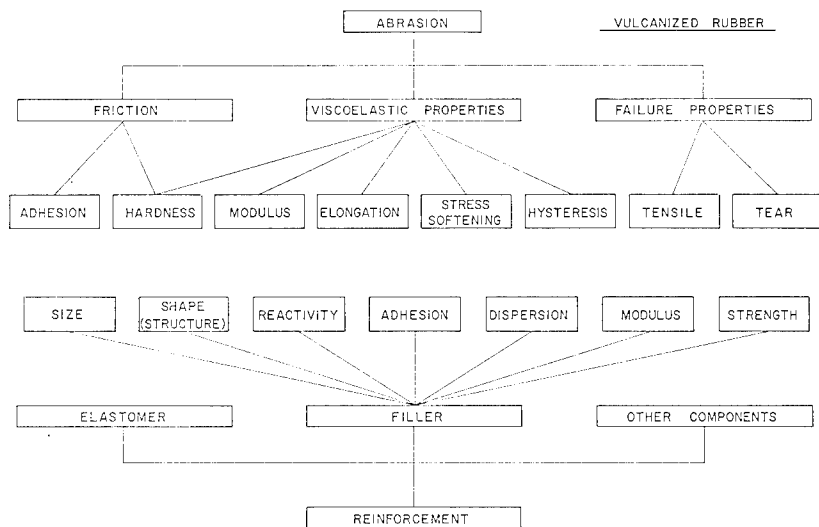 ABRASION
VULCANIZED RUBBER
FRICTION
VISCOELASTIC PROPERTIES
FAILURE PROPERTIES
ADHESION
HARDNESS
MODULUS
ELONGATION
STRESS
SOFTENING
HYSTERESIS
TENSILE
TEAR
SIZE
SHAPE
(STRUCTURE)
REACTIVITY
ADHESION
DISPERSION
MODULUS
STRENGTH
ELASTOMER
FILLER
OTHER COMPONENTS
REINFORCEMENT